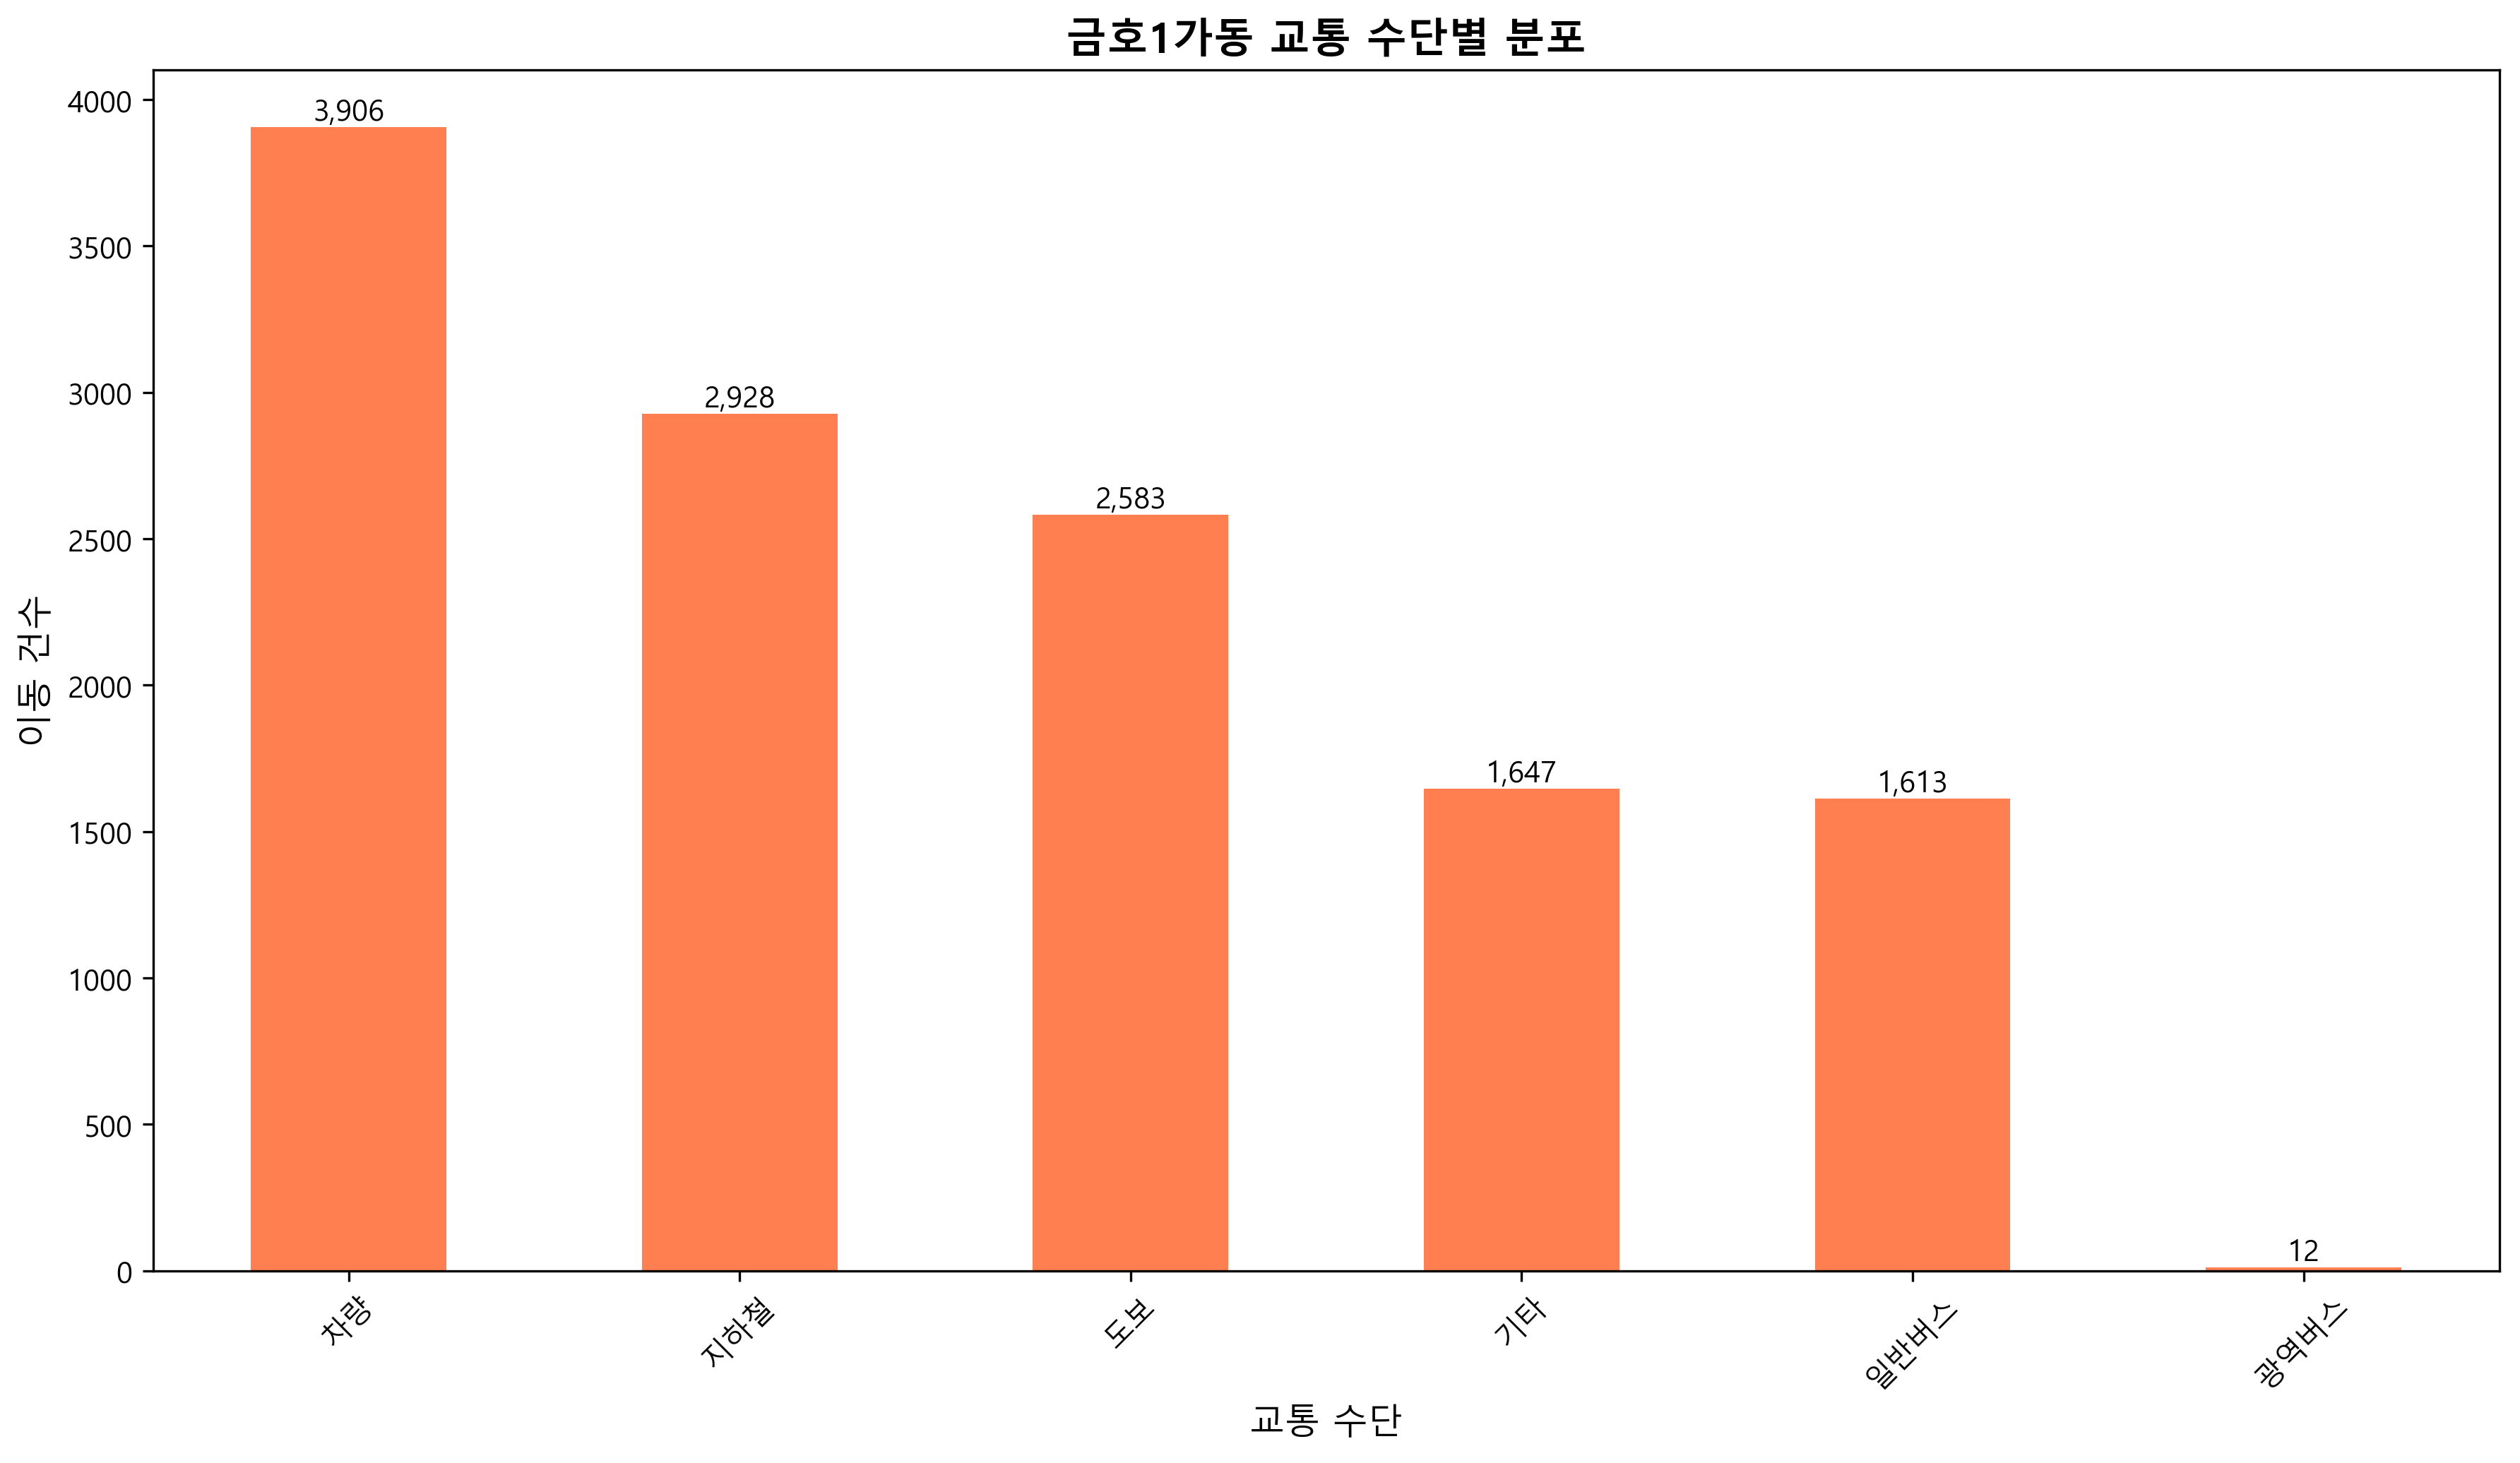 금호1가동 교통 수단별 분포
이동 건수
4000
3500
3000
2500
2000
1500
1000
500
0
3,906
2,928
2,583
1,647
1,613
12
차량
지하철
도보
기타
일반버스
광역버스
교통 수단